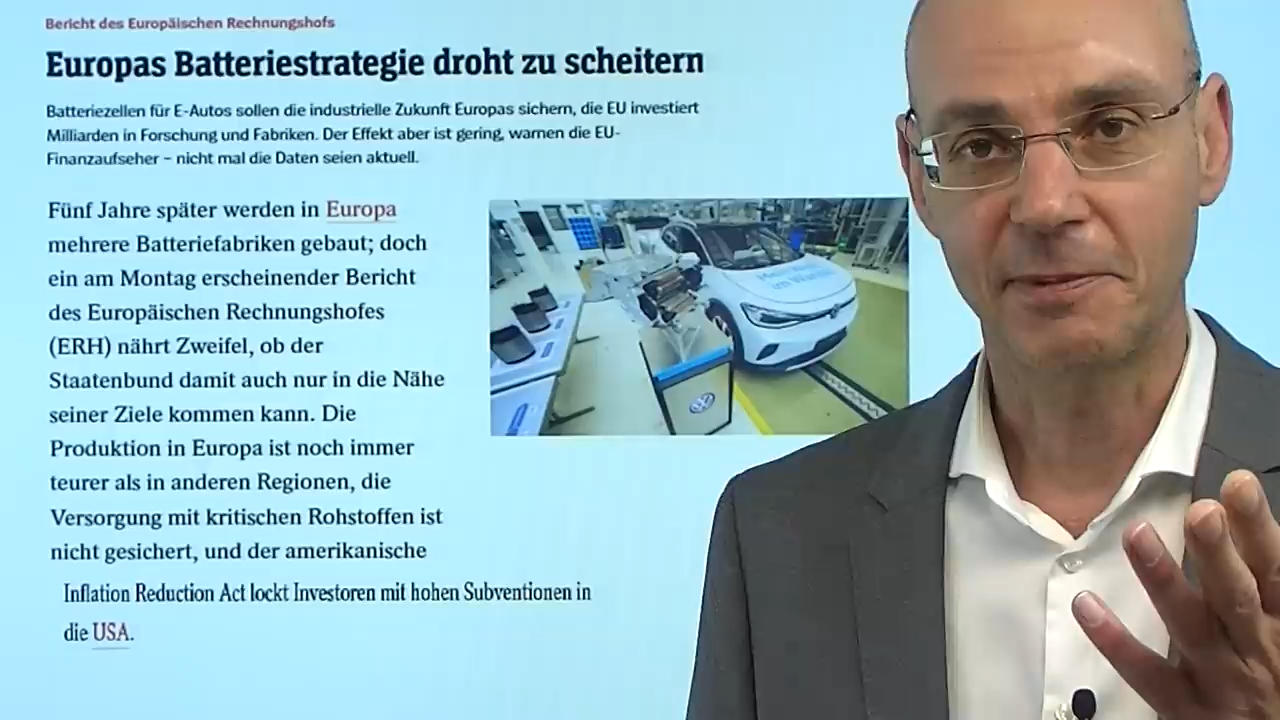 Bericht des Europäischen Rechnungshofs
Europas Batteriestrategie droht zu scheitern
Batteriezellen für E-Autos sollen die industrielle Zukunft Europas sichern, die EU investiert
Milliarden in Forschung und Fabriken. Der Effekt aber ist gering, warnen die EU-
Finanzaufseher – nicht mal die Daten seien aktuell.
Fünf Jahre später werden in Europa
mehrere Batteriefabriken gebaut; doch
ein am Montag erscheinender Bericht
des Europäischen Rechnungshofes
(ERH) nährt Zweifel, ob der
Staatenbund damit auch nur in die Nähe
seiner Ziele kommen kann. Die
Produktion in Europa ist noch immer
teurer als in anderen Regionen, die
Versorgung mit kritischen Rohstoffen ist
nicht gesichert, und der amerikanische
Inflation Reduction Act lockt Investoren mit hohen Subventionen in
die USA.